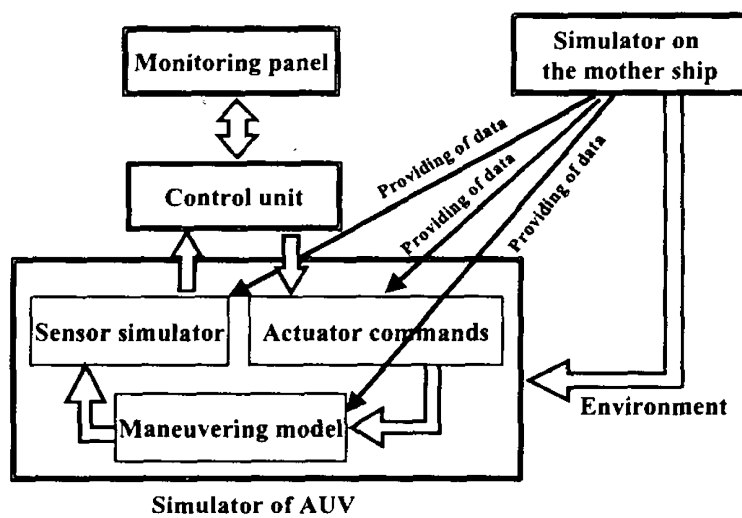 Monitoring panel
Simulator on
the mother ship
Providing of data
Providing of data
Providing of data
Control unit
Sensor simulator
Actuator commands
Maneuvering model
Environment
Simulator of AUV